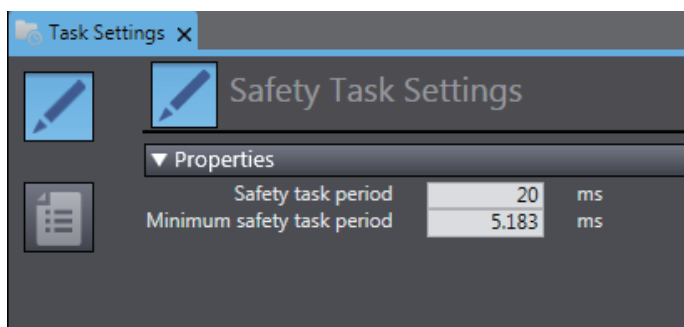 Task Settings
Safety Task Settings
Properties
Safety task period 20 ms
Minimum safety task period 5.183 ms